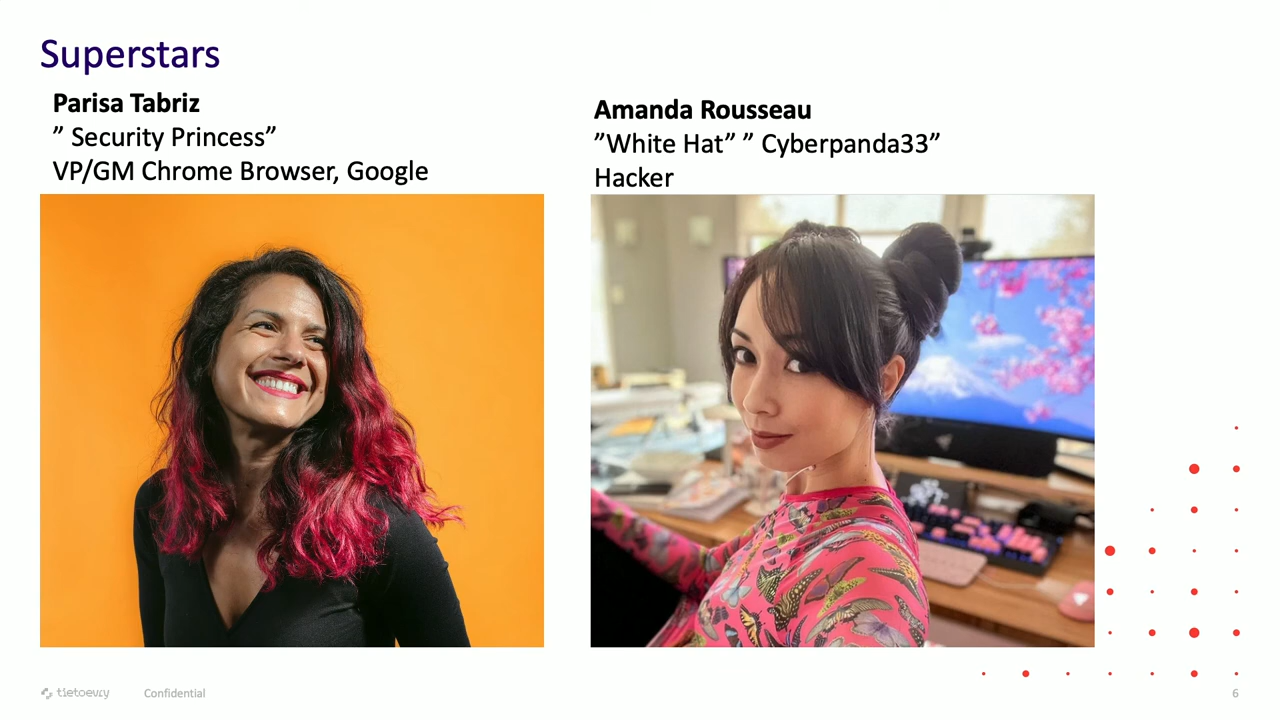 Superstars
Parisa Tabriz
” Security Princess”
VP/GM Chrome Browser, Google
Amanda Rousseau
”White Hat” ” Cyberpanda33”
Hacker
tietoevry
Confidential
6